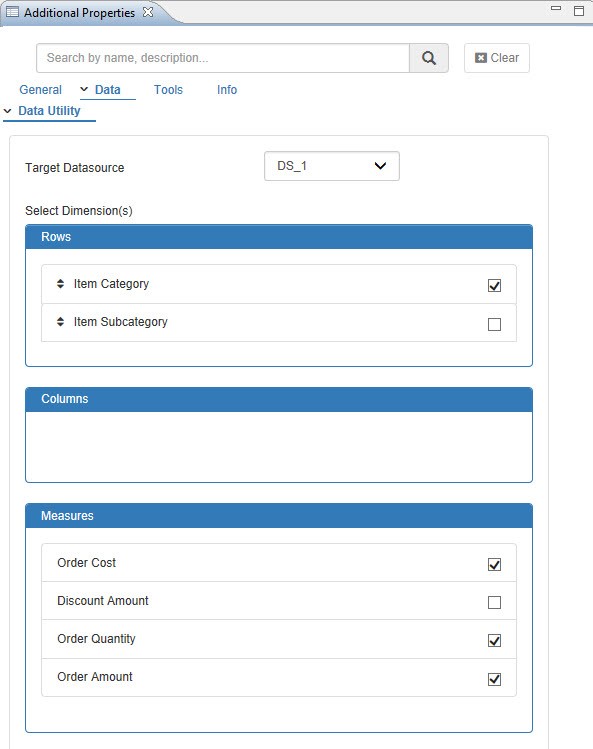 Additional Properties
Search by name, description...
Clear
General Data Tools Info
Data Utility
Target Datasource DS_1
Select Dimension(s)
Rows
Item Category
Item Subcategory
Columns
Measures
Order Cost
Discount Amount
Order Quantity
Order Amount